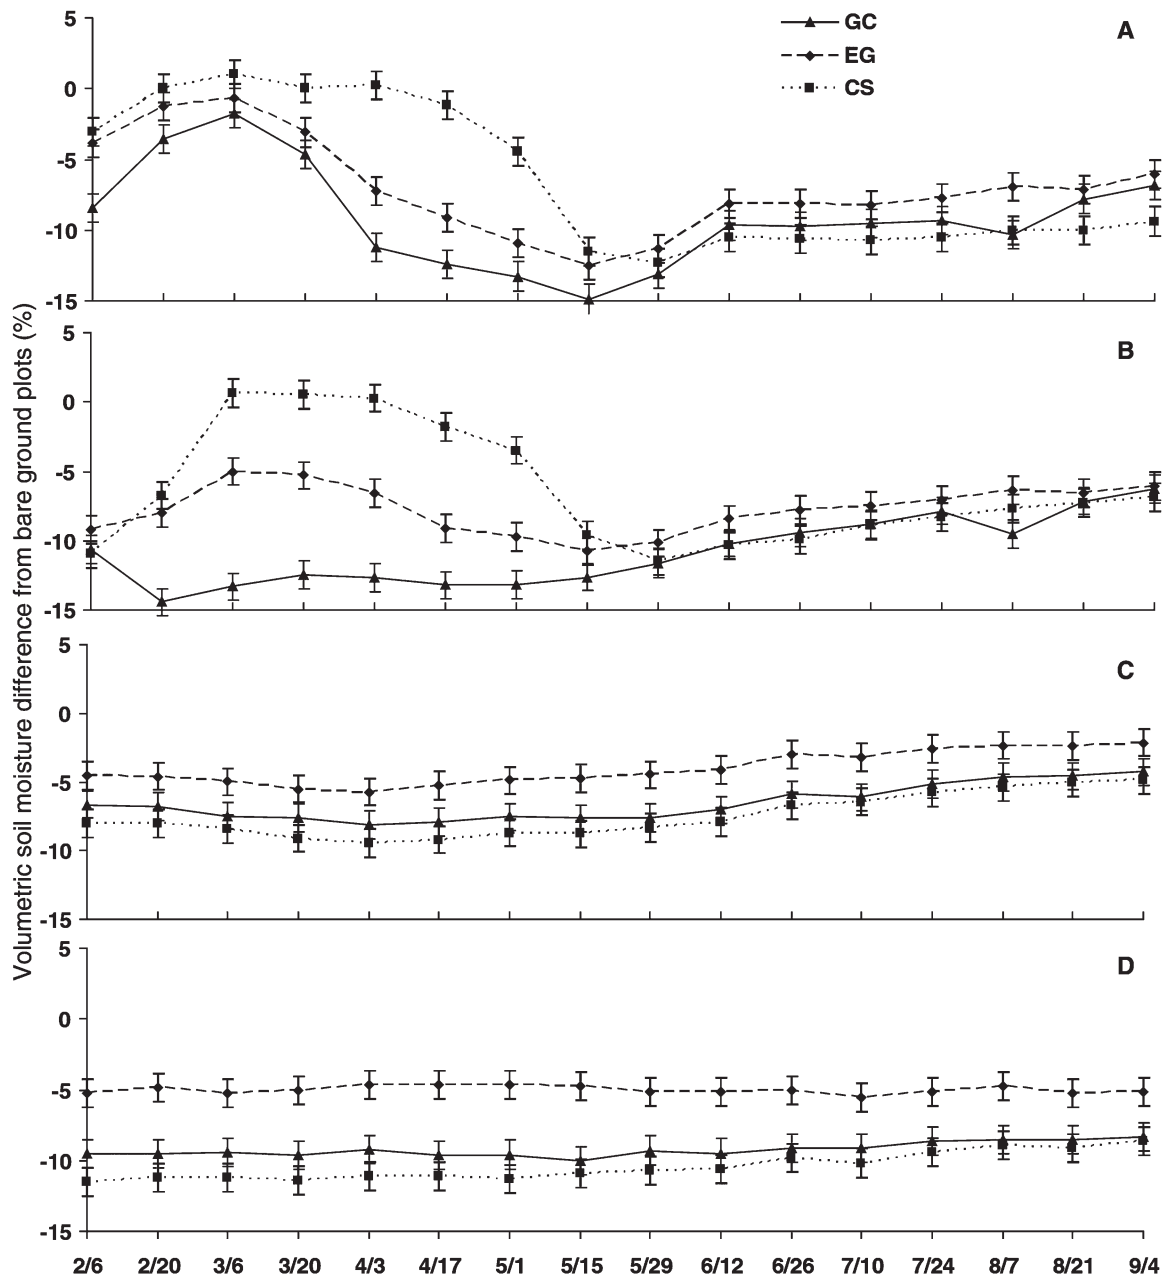 5
0
-5
-10
-15
GC
EG
CS
A
Volumetric soil moisture difference from bare ground plots (%)
5
0
-5
-10
-15
B
5
0
-5
-10
-15
C
5
0
-5
-10
-15
D
2/6 2/20 3/6 3/20 4/3 4/17 5/1 5/15 5/29 6/12 6/26 7/10 7/24 8/7 8/21 9/4